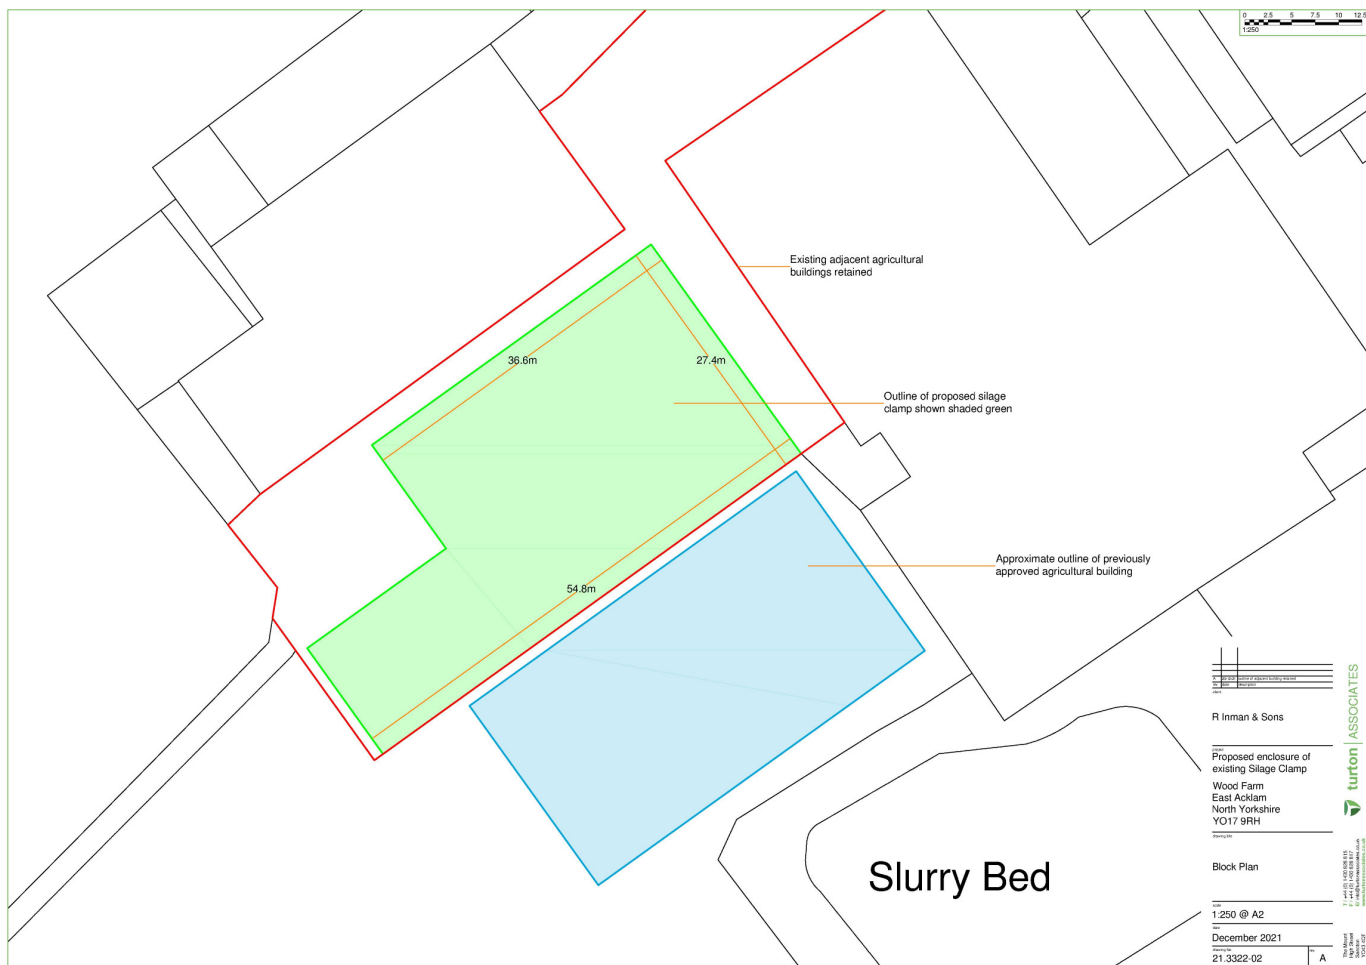 0 2.5 5 7.5 10 12.5
1:250
Existing adjacent agricultural
buildings retained
36.6m
27.4m
Outline of proposed silage
clamp shown shaded green
54.8m
Approximate outline of previously
approved agricultural building
Slurry Bed
R Inman & Sons
Proposed enclosure of
existing Silage Clamp
Wood Farm
East Acklam
North Yorkshire
YO17 9RH
Block Plan
scale
1:250 @ A2
date
December 2021
21.3322-02
A
turton ASSOCIATES